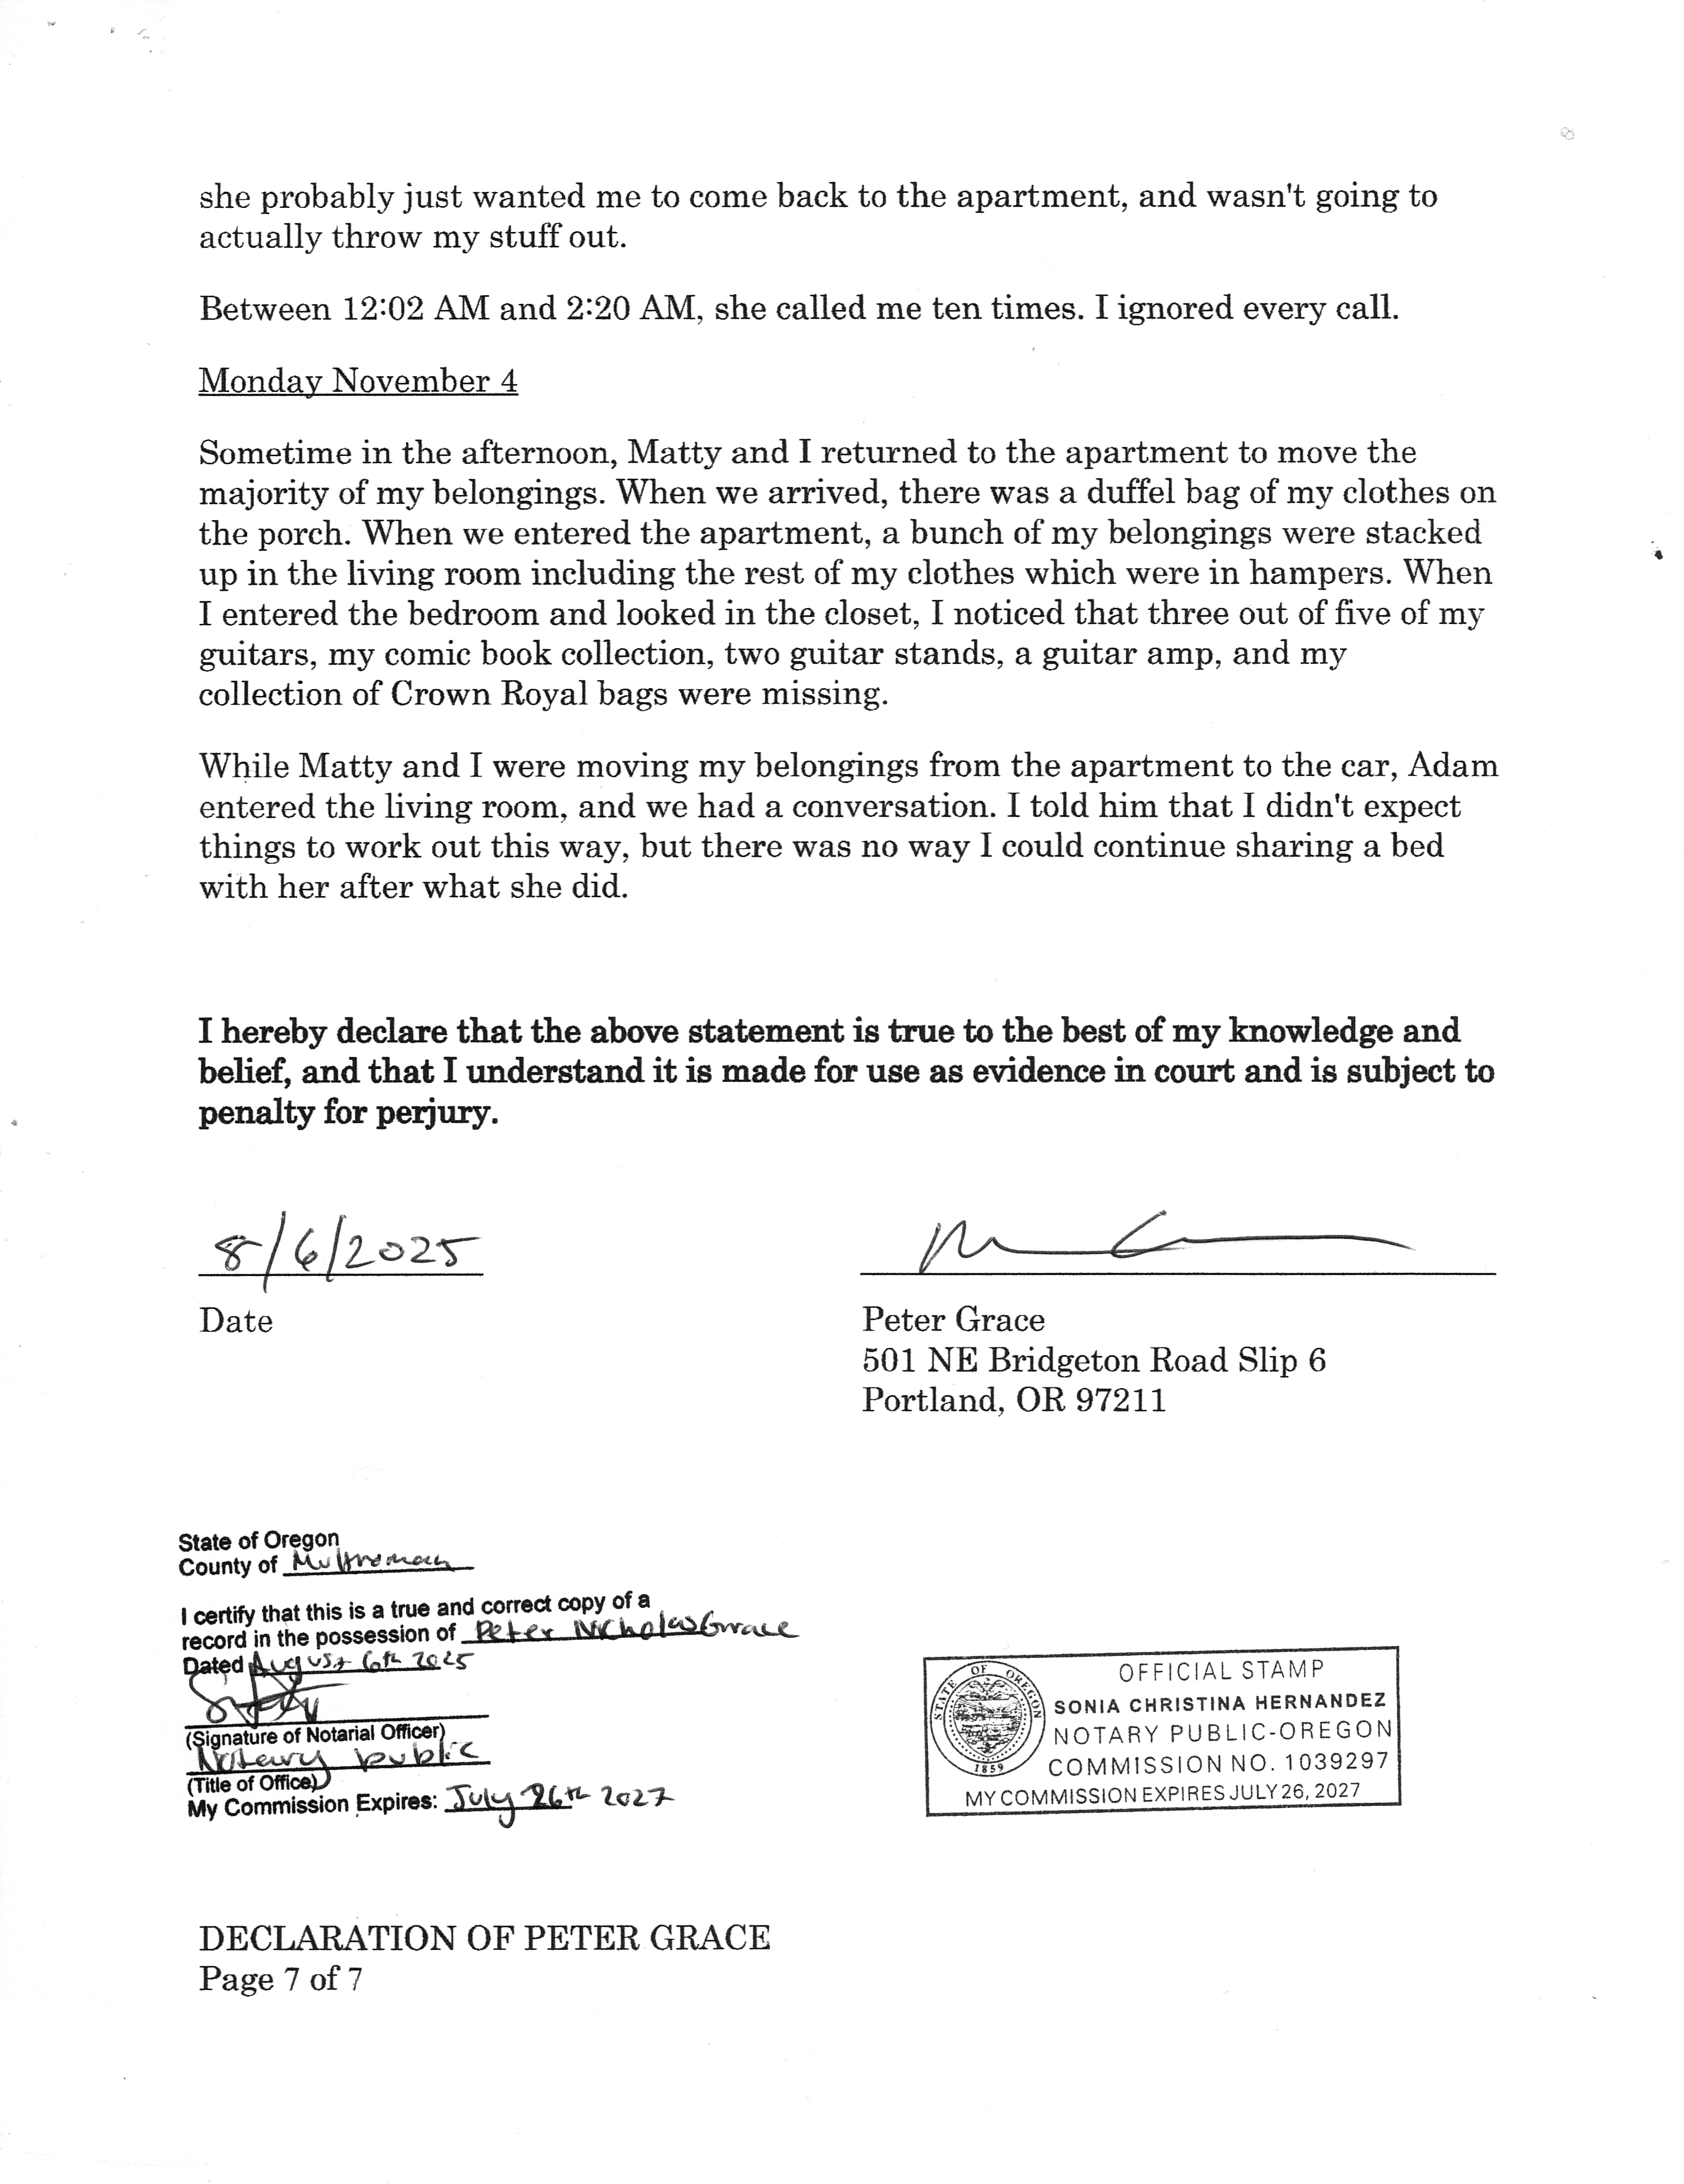 she probably just wanted me to come back to the apartment, and wasn't going to
actually throw my stuff out.
Between 12:02 AM and 2:20 AM, she called me ten times. I ignored every call.
Monday November 4
Sometime in the afternoon, Matty and I returned to the apartment to move the
majority of my belongings. When we arrived, there was a duffel bag of my clothes on
the porch. When we entered the apartment, a bunch of my belongings were stacked
up in the living room including the rest of my clothes which were in hampers. When
I entered the bedroom and looked in the closet, I noticed that three out of five of my
guitars, my comic book collection, two guitar stands, a guitar amp, and my
collection of Crown Royal bags were missing.
While Matty and I were moving my belongings from the apartment to the car, Adam
entered the living room, and we had a conversation. I told him that I didn't expect
things to work out this way, but there was no way I could continue sharing a bed
with her after what she did.
I hereby declare that the above statement is true to the best of my knowledge and
belief, and that I understand it is made for use as evidence in court and is subject to
penalty for perjury.
8/6/2025
Date
Peter Grace
501 NE Bridgeton Road Slip 6
Portland, OR 97211
State of Oregon
County of Multnomah
I certify that this is a true and correct copy of a
record in the possession of Peter Nicholas Grace
Dated August 6th 2025
(Signature of Notarial Officer)
Notary public
(Title of Office)
My Commission Expires: July 26th 2027
STATE OF OREGON
1859
OFFICIAL STAMP
SONIA CHRISTINA HERNANDEZ
NOTARY PUBLIC-OREGON
COMMISSION NO. 1039297
MY COMMISSION EXPIRES JULY 26, 2027
DECLARATION OF PETER GRACE
Page 7 of 7